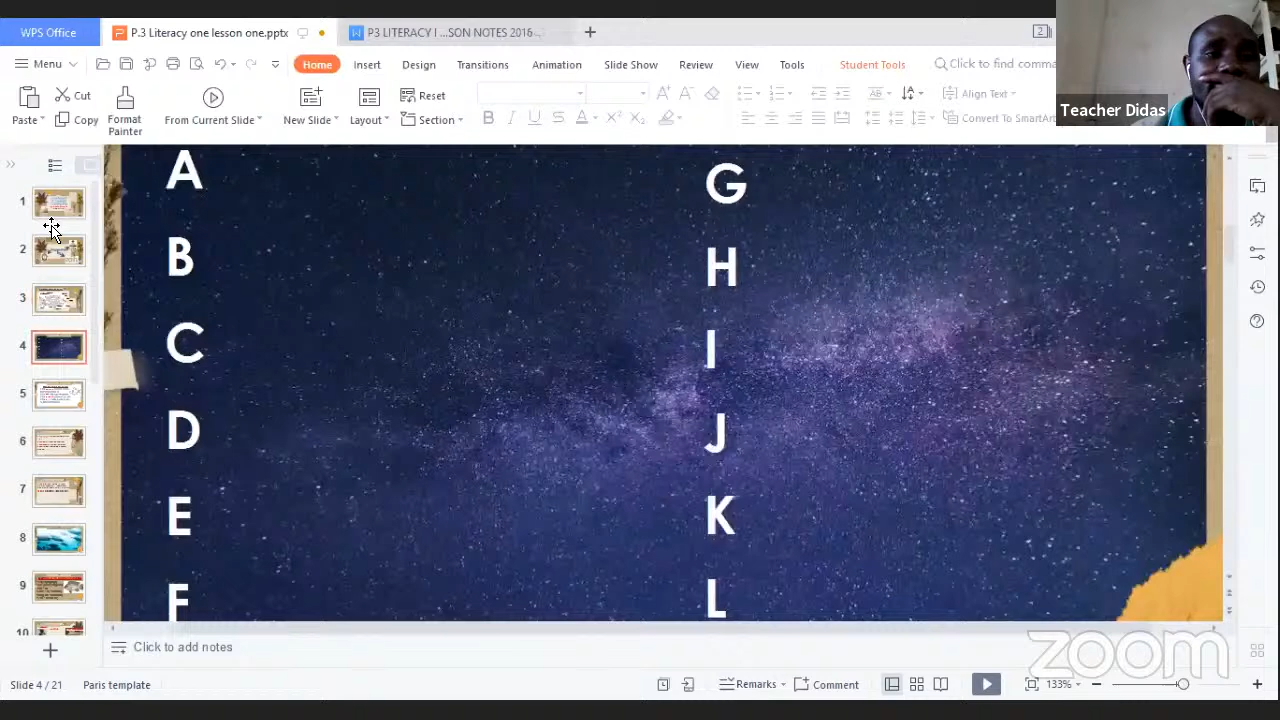 WPS Office
P.3 Literacy one lesson one.pptx
P3 LITERACY I ...SON NOTES 2016-..
2
Menu
Home
Insert
Design
Transitions
Animation
Slide Show
Review
View
Tools
Student Tools
Click to find comma
Paste
Cut
Copy
Format
Painter
From Current Slide
New Slide
Layout
Reset
Section
B I U S A X² X₂
Align Text
Convert To SmartArt
Teacher Didas
1
2
3
4
5
6
7
8
9
10
A
B
C
D
E
F
G
H
I
J
K
L
Click to add notes
zoom
Slide 4 / 21
Paris template
Remarks
Comment
133%